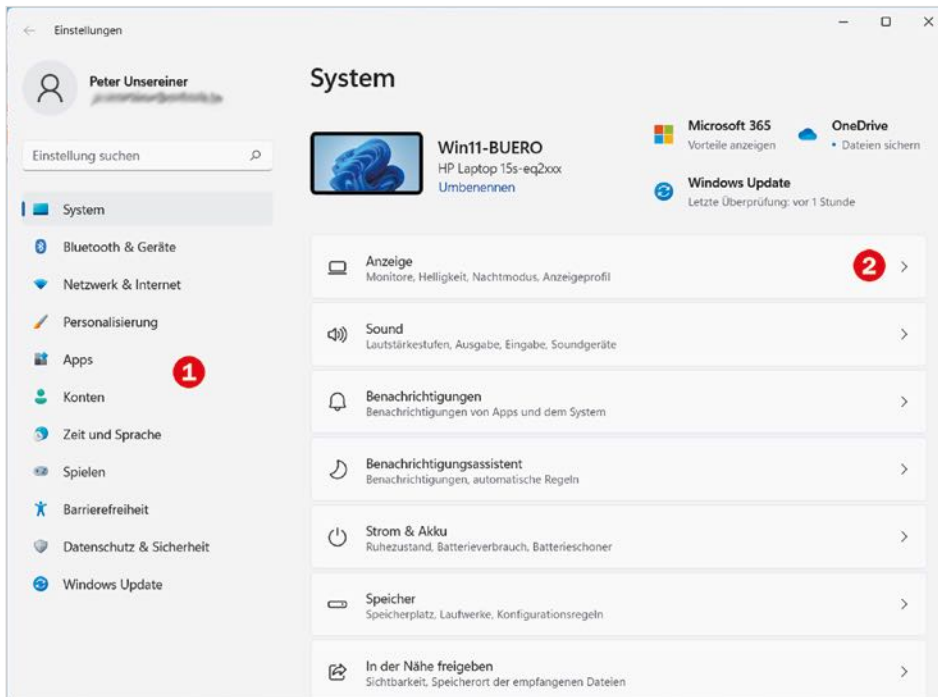 Einstellungen
Peter Unsereiner
Einstellung suchen
System
Bluetooth & Geräte
Netzwerk & Internet
Personalisierung
Apps
1
Konten
Zeit und Sprache
Spielen
Barrierefreiheit
Datenschutz & Sicherheit
Windows Update
System
Win11-BUERO
HP Laptop 15s-eq2xxx
Umbenennen
Microsoft 365
Vorteile anzeigen
OneDrive
• Dateien sichern
Windows Update
Letzte Überprüfung: vor 1 Stunde
Anzeige
Monitore, Helligkeit, Nachtmodus, Anzeigeprofil
2
Sound
Lautstärkestufen, Ausgabe, Eingabe, Soundgeräte
Benachrichtigungen
Benachrichtigungen von Apps und dem System
Benachrichtigungsassistent
Benachrichtigungen, automatische Regeln
Strom & Akku
Ruhezustand, Batterieverbrauch, Batterieschoner
Speicher
Speicherplatz, Laufwerke, Konfigurationsregeln
In der Nähe freigeben
Sichtbarkeit, Speicherort der empfangenen Dateien